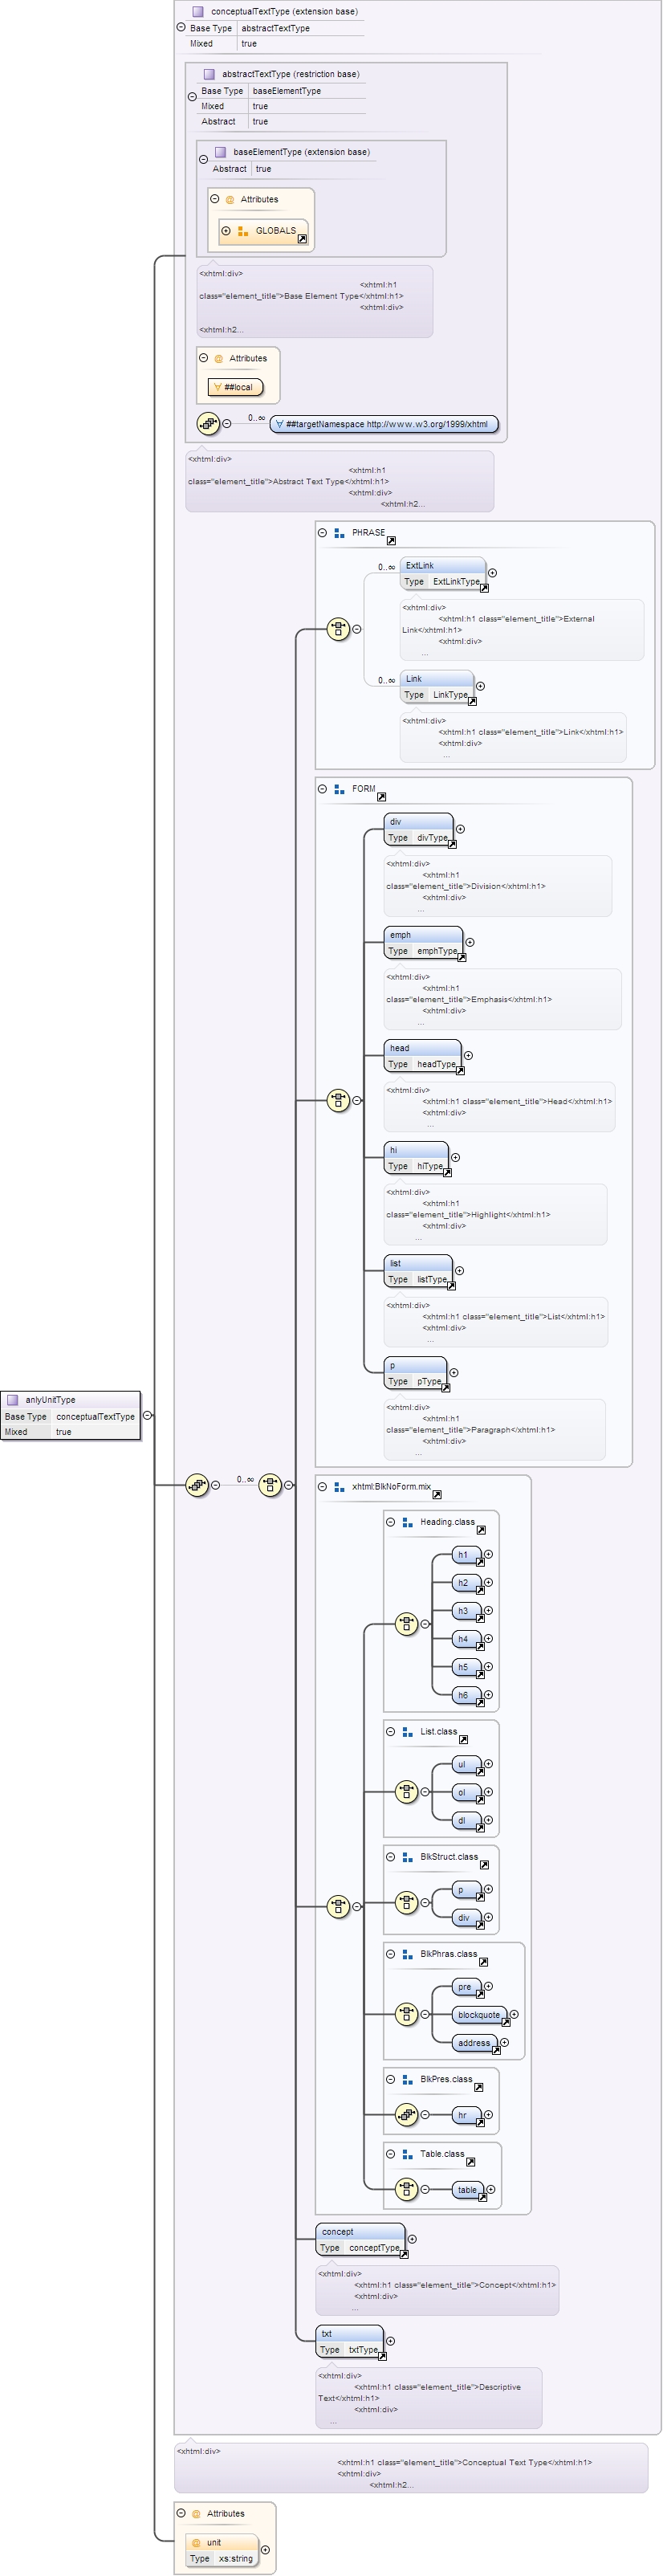 conceptualTextType (extension base)
Base Type abstractTextType
Mixed true
abstractTextType (restriction base)
Base Type baseElementType
Mixed true
Abstract true
baseElementType (extension base)
Abstract true
@ Attributes
GLOBALS
<xhtml:div>
<xhtml:h1
class="element_title">Base Element Type</xhtml:h1>
<xhtml:div>
<xhtml:h2...
@ Attributes
∀ ##local
0..∞ ∀ ##targetNamespace http://www.w3.org/1999/xhtml
<xhtml:div>
<xhtml:h1
class="element_title">Abstract Text Type</xhtml:h1>
<xhtml:div>
<xhtml:h2...
PHRASE
0..∞ ExtLink
Type ExtLinkType
<xhtml:div>
<xhtml:h1 class="element_title">External
Link</xhtml:h1>
<xhtml:div>
...
0..∞ Link
Type LinkType
<xhtml:div>
<xhtml:h1 class="element_title">Link</xhtml:h1>
<xhtml:div>
...
FORM
div
Type divType
<xhtml:div>
<xhtml:h1
class="element_title">Division</xhtml:h1>
<xhtml:div>
...
emph
Type emphType
<xhtml:div>
<xhtml:h1
class="element_title">Emphasis</xhtml:h1>
<xhtml:div>
...
head
Type headType
<xhtml:div>
<xhtml:h1 class="element_title">Head</xhtml:h1>
<xhtml:div>
...
hi
Type hiType
<xhtml:div>
<xhtml:h1
class="element_title">Highlight</xhtml:h1>
<xhtml:div>
...
list
Type listType
<xhtml:div>
<xhtml:h1 class="element_title">List</xhtml:h1>
<xhtml:div>
...
p
Type pType
<xhtml:div>
<xhtml:h1
class="element_title">Paragraph</xhtml:h1>
<xhtml:div>
...
anlyUnitType
Base Type conceptualTextType
Mixed true
0..∞
xhtml:BlkNoForm.mix
Heading.class
h1
h2
h3
h4
h5
h6
List.class
ul
ol
dl
BlkStruct.class
p
div
BlkPhras.class
pre
blockquote
address
BlkPres.class
hr
Table.class
table
concept
Type conceptType
<xhtml:div>
<xhtml:h1 class="element_title">Concept</xhtml:h1>
<xhtml:div>
...
txt
Type txtType
<xhtml:div>
<xhtml:h1 class="element_title">Descriptive
Text</xhtml:h1>
<xhtml:div>
...
<xhtml:div>
<xhtml:h1 class="element_title">Conceptual Text Type</xhtml:h1>
<xhtml:div>
<xhtml:h2...
@ Attributes
@ unit
Type xs:string